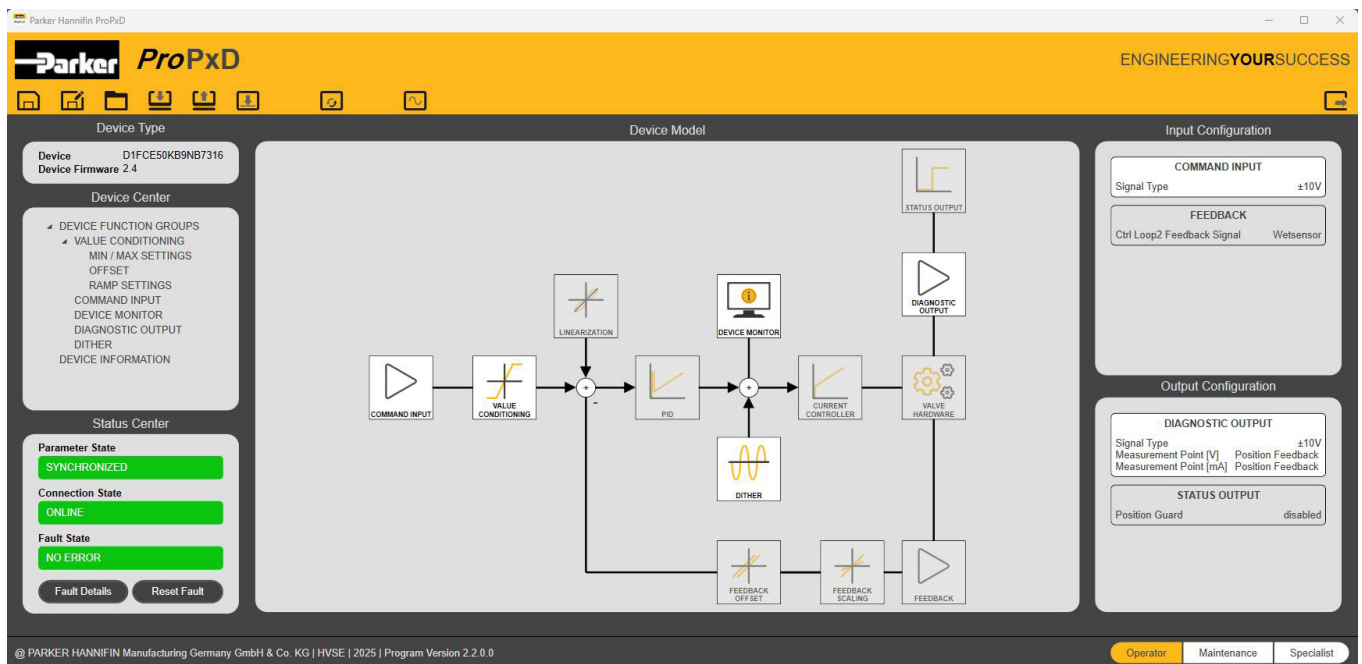 Parker Hannifin ProPxD
Parker ProPxD
ENGINEERINGYOURSUCCESS
Device Type
Device D1FCE50KB9NB7316
Device Firmware 2.4
Device Center
DEVICE FUNCTION GROUPS
VALUE CONDITIONING
MIN / MAX SETTINGS
OFFSET
RAMP SETTINGS
COMMAND INPUT
DEVICE MONITOR
DIAGNOSTIC OUTPUT
DITHER
DEVICE INFORMATION
Status Center
Parameter State
SYNCHRONIZED
Connection State
ONLINE
Fault State
NO ERROR
Fault Details Reset Fault
Device Model
STATUS OUTPUT
DIAGNOSTIC
OUTPUT
LINEARIZATION
DEVICE MONITOR
COMMAND INPUT
VALUE
CONDITIONING
+
-
PID
+
CURRENT
CONTROLLER
VALVE
HARDWARE
DITHER
FEEDBACK
OFFSET
FEEDBACK
SCALING
FEEDBACK
Input Configuration
COMMAND INPUT
Signal Type ±10V
FEEDBACK
Ctrl Loop2 Feedback Signal Wetsensor
Output Configuration
DIAGNOSTIC OUTPUT
Signal Type ±10V
Measurement Point [V] Position Feedback
Measurement Point [mA] Position Feedback
STATUS OUTPUT
Position Guard disabled
@ PARKER HANNIFIN Manufacturing Germany GmbH & Co. KG | HVSE | 2025 | Program Version 2.2.0.0
Operator Maintenance Specialist